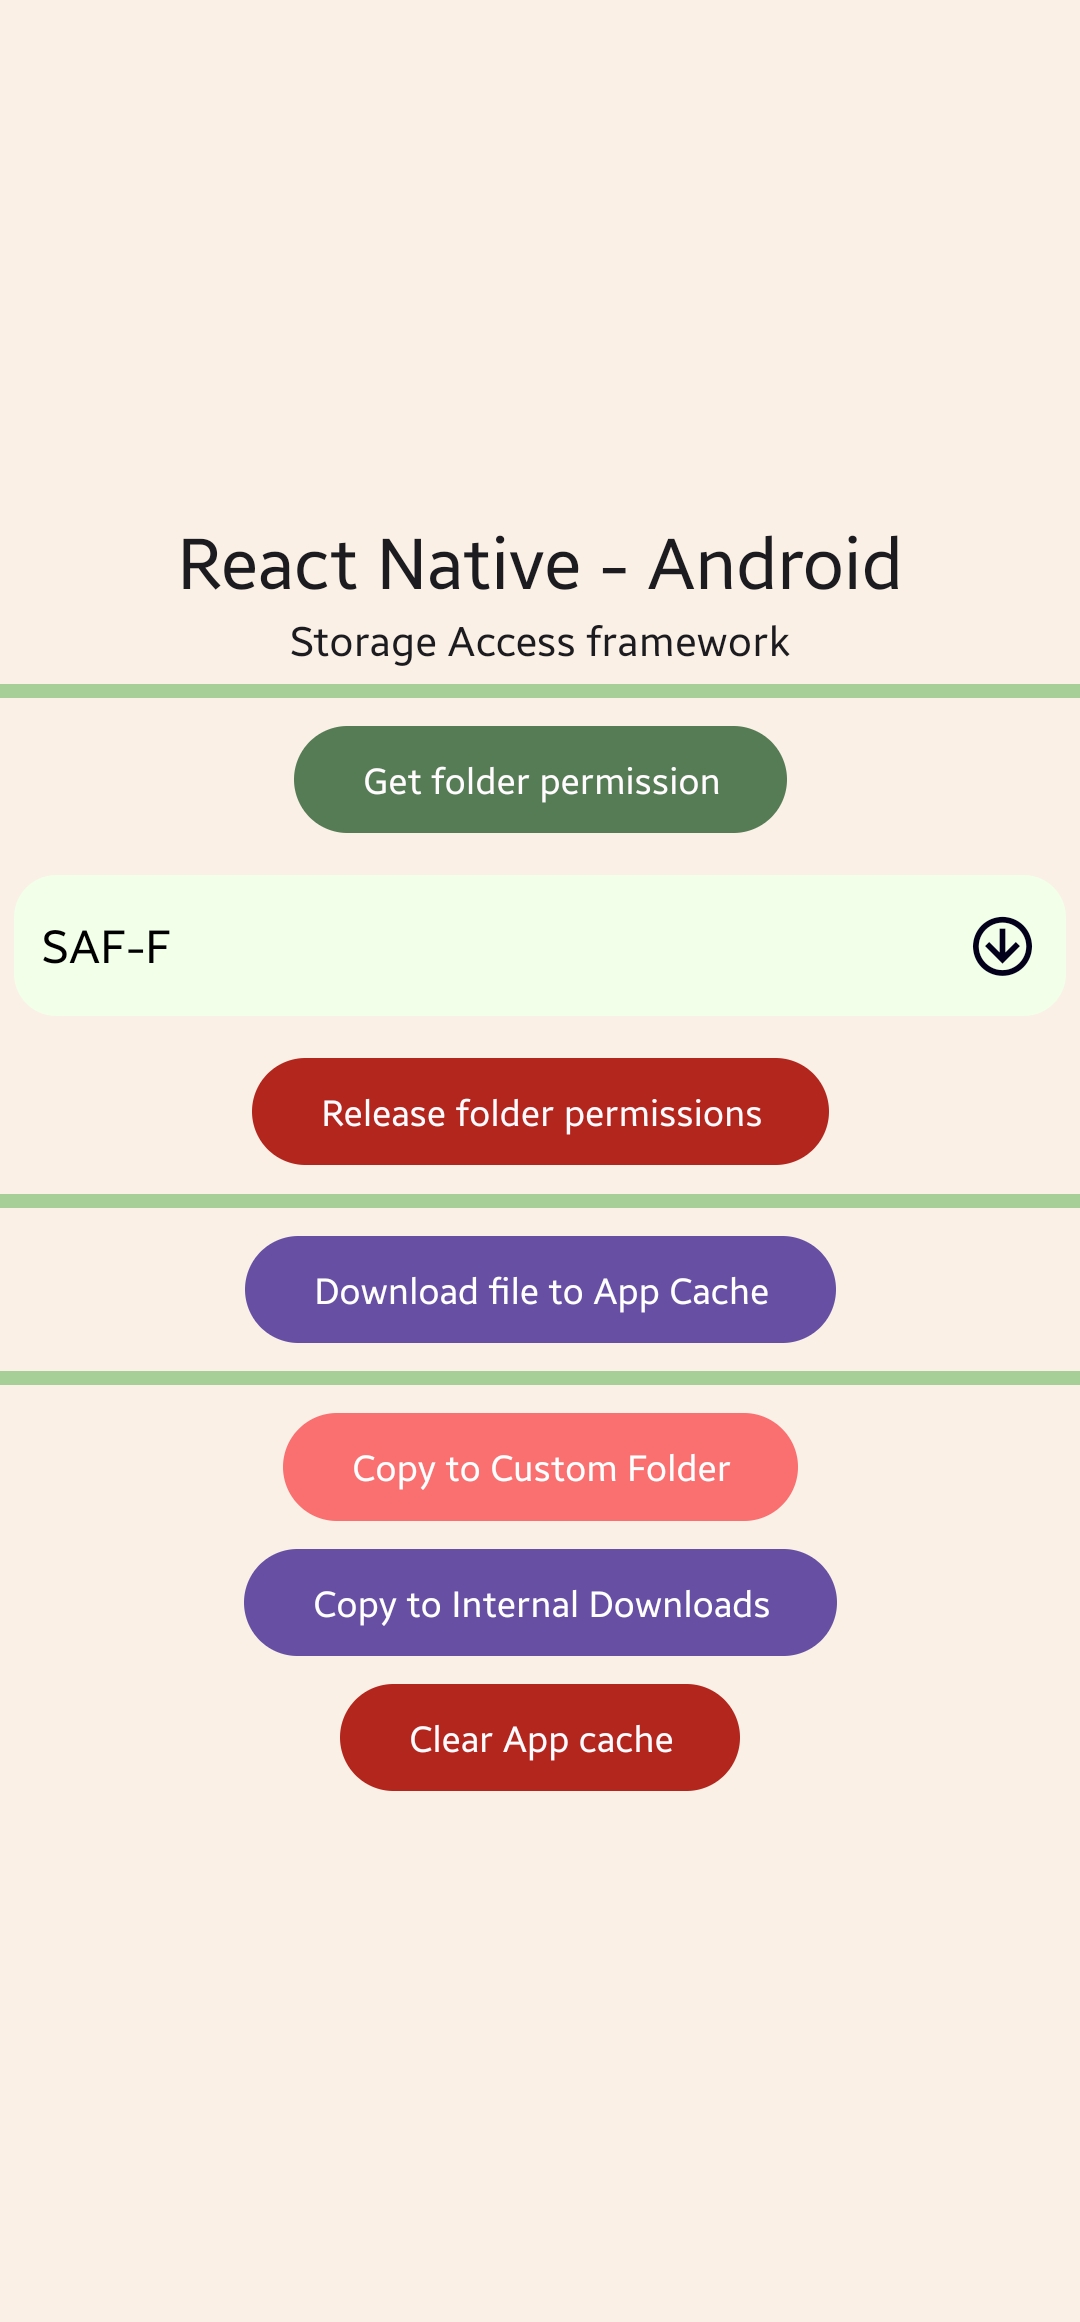 React Native - Android
Storage Access framework
Get folder permission
SAF-F
Release folder permissions
Download file to App Cache
Copy to Custom Folder
Copy to Internal Downloads
Clear App cache